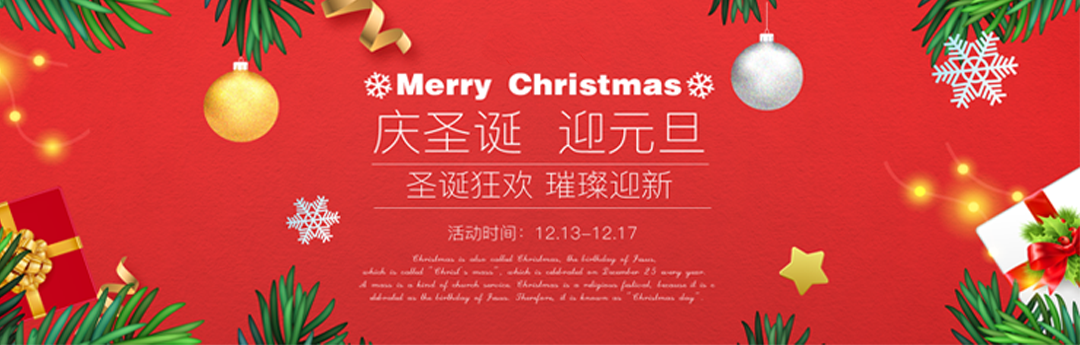 Merry Christmas
庆圣诞 迎元旦
圣诞狂欢 璀璨迎新
活动时间：12.13-12.17
Christmas is also called Christmas, the birthday of Jesus,
which is called "Christ's mass", which is celebrated on December 25 every year.
A mass is a kind of church service. Christmas is a religious festival, because it is c
elebrated as the birthday of Jesus. Therefore, it is known as "Christmas day".